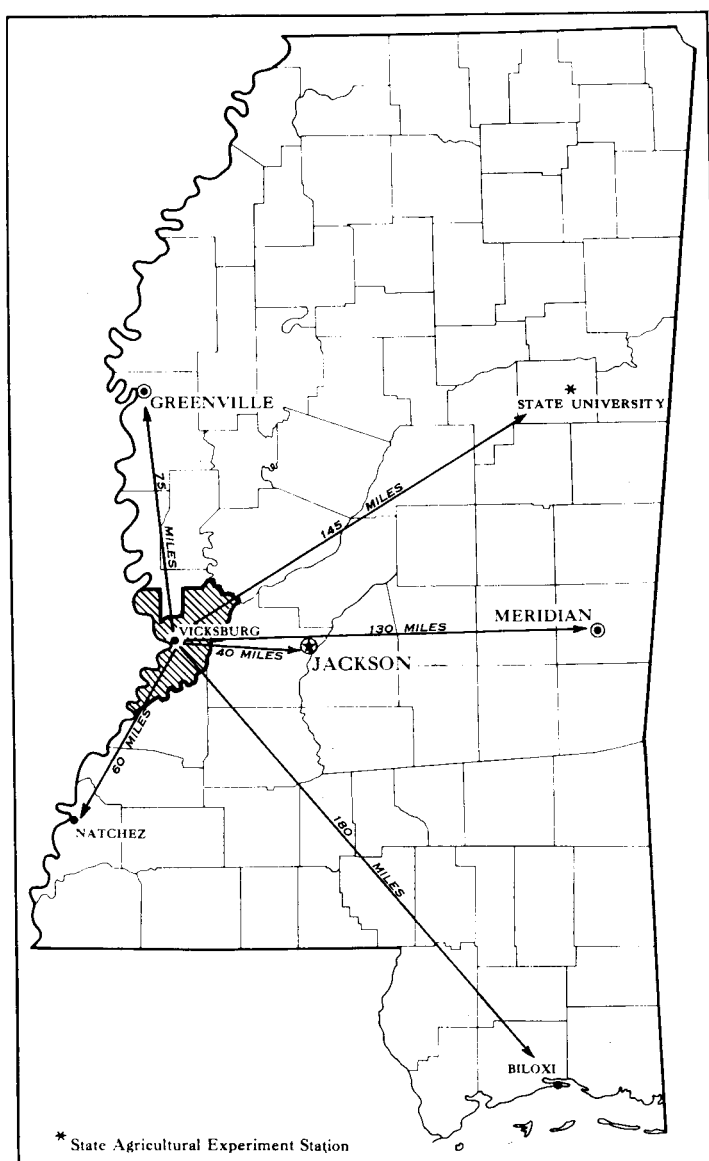 GREENVILLE
*
STATE UNIVERSITY
75 MILES
145 MILES
VICKSBURG
MERIDIAN
130 MILES
40 MILES
JACKSON
60 MILES
NATCHEZ
180 MILES
BILOXI
* State Agricultural Experiment Station